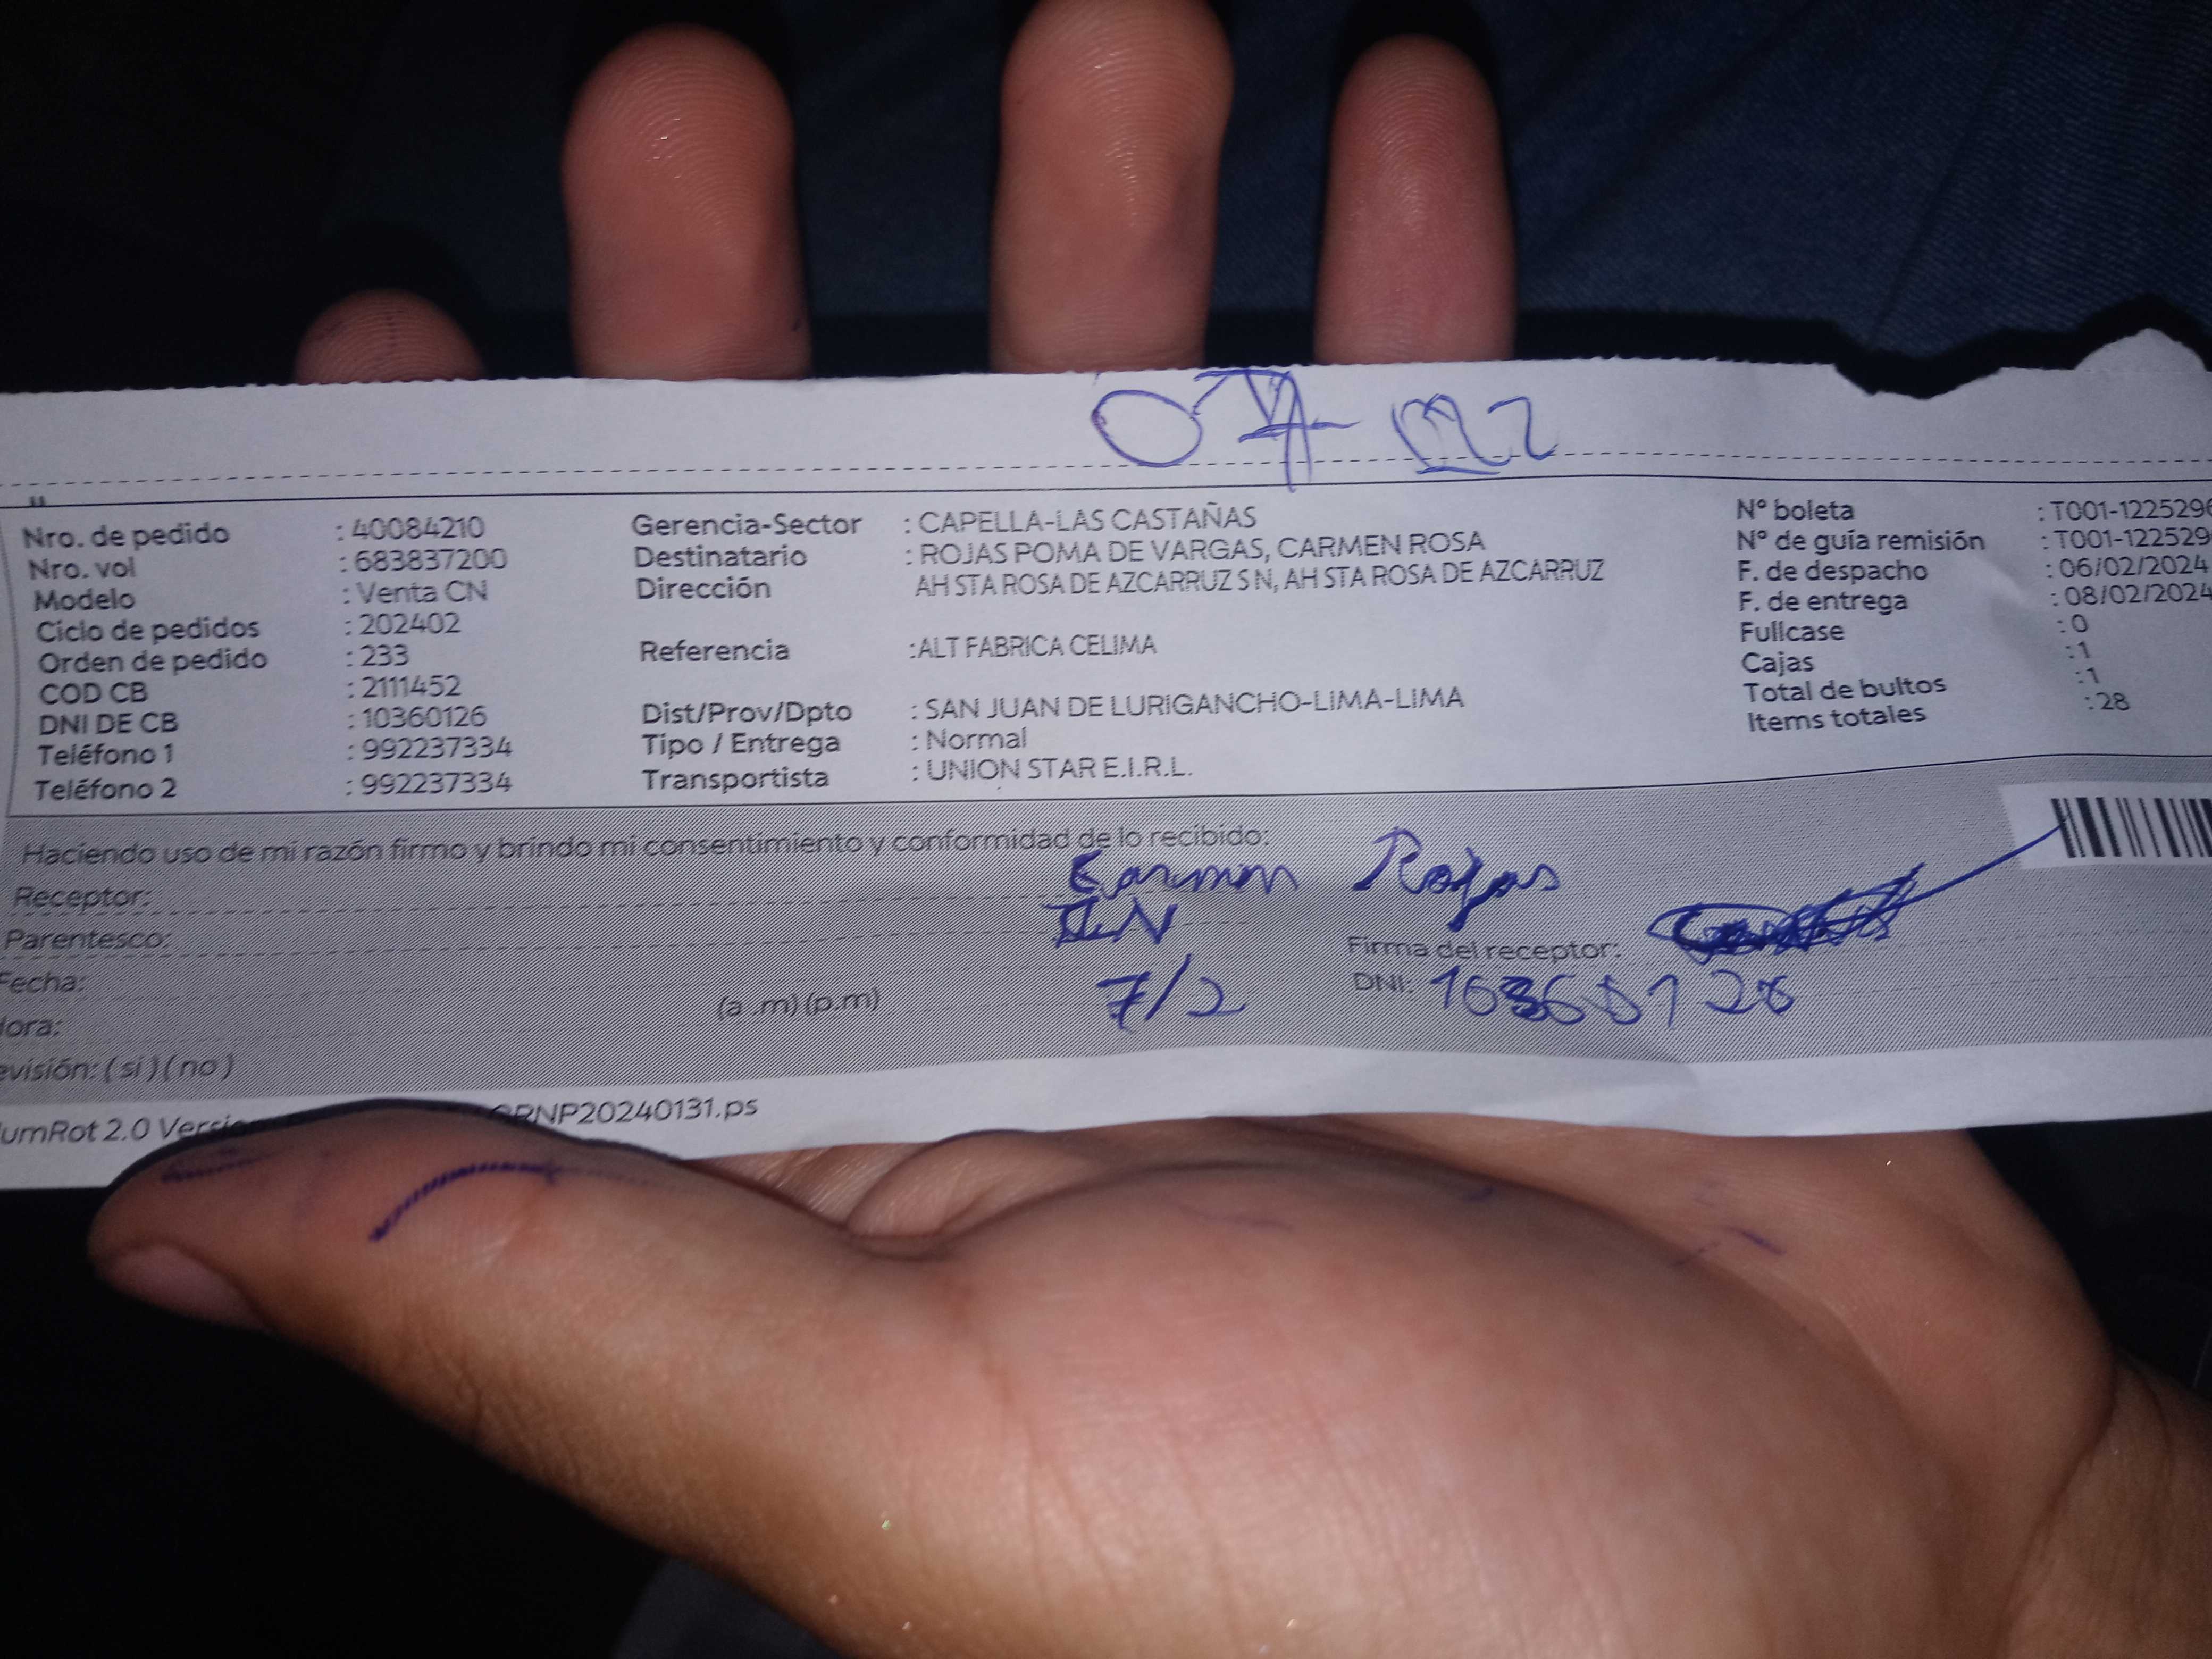 Nro. de pedido : 40084210
Nro. vol : 683837200
Modelo : Venta CN
Ciclo de pedidos : 202402
Orden de pedido : 233
COD CB : 2111452
DNI DE CB : 10360126
Teléfono 1 : 992237334
Teléfono 2 : 992237334
Gerencia-Sector : CAPELLA-LAS CASTAÑAS
Destinatario : ROJAS POMA DE VARGAS, CARMEN ROSA
Dirección AH STA ROSA DE AZCARRUZ S N, AH STA ROSA DE AZCARRUZ
Referencia :ALT FABRICA CELIMA
Dist/Prov/Dpto : SAN JUAN DE LURIGANCHO-LIMA-LIMA
Tipo / Entrega : Normal
Transportista : UNION STAR E.I.R.L.
N° boleta : T001-1225296
N° de guía remisión : T001-122529
F. de despacho : 06/02/2024
F. de entrega : 08/02/2024
Fullcase : 0
Cajas : 1
Total de bultos : 1
Items totales : 28
Haciendo uso de mi razón firmo y brindo mi consentimiento y conformidad de lo recibido:
Receptor: Carmen Rojas
Parentesco:
Firma del receptor:
Fecha: 7/2
DNI:
(a .m) (p.m)
evisión: ( si ) ( no )
umRot 2.0 RNP20240131.ps